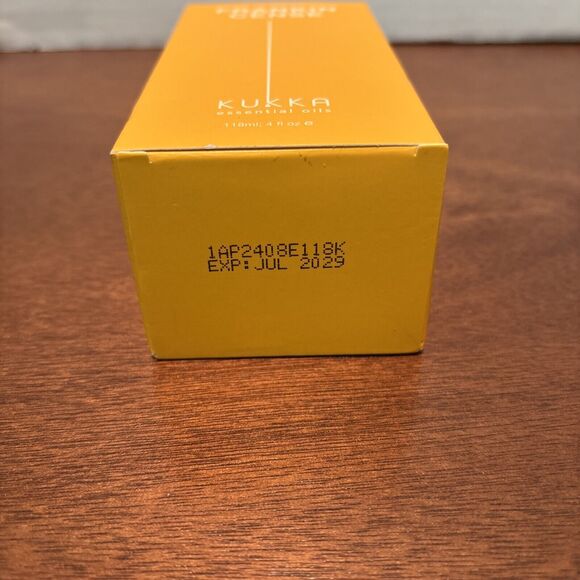 KUKKA
essential oils
118ml; 4 fl oz ℮
1AP2408E118K
EXP:JUL 2029